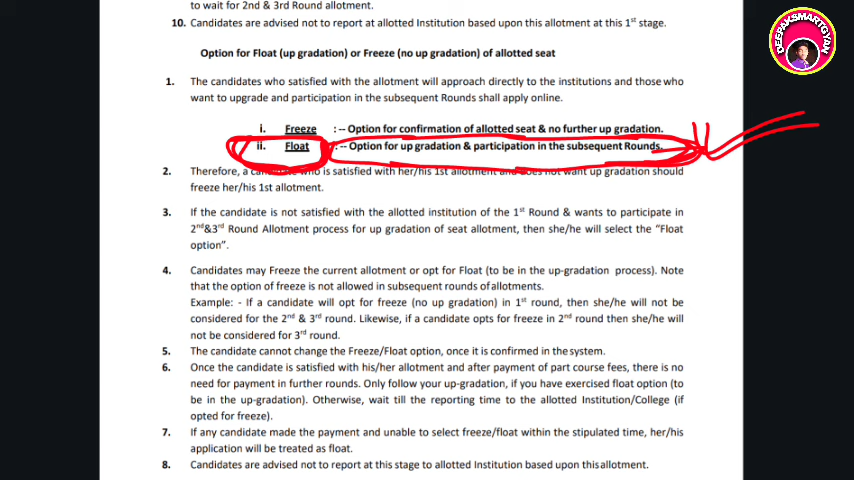 to wait for 2nd & 3rd Round allotment.
10. Candidates are advised not to report at allotted Institution based upon this allotment at this 1st stage.
DEEPAKSMARTGYAN
Option for Float (up gradation) or Freeze (no up gradation) of allotted seat
1. The candidates who satisfied with the allotment will approach directly to the institutions and those who
want to upgrade and participation in the subsequent Rounds shall apply online.
i. Freeze :-- Option for confirmation of allotted seat & no further up gradation.
ii. Float :-- Option for up gradation & participation in the subsequent Rounds.
2. Therefore, a who is satisfied with her/his 1st allotment and does not want up gradation should
freeze her/his 1st allotment.
3. If the candidate is not satisfied with the allotted institution of the 1st Round & wants to participate in
2nd&3rd Round Allotment process for up gradation of seat allotment, then she/he will select the “Float
option”.
4. Candidates may Freeze the current allotment or opt for Float (to be in the up-gradation process). Note
that the option of freeze is not allowed in subsequent rounds of allotments.
Example: - If a candidate will opt for freeze (no up gradation) in 1st round, then she/he will not be
considered for the 2nd & 3rd round. Likewise, if a candidate opts for freeze in 2nd round then she/he will
not be considered for 3rd round.
5. The candidate cannot change the Freeze/Float option, once it is confirmed in the system.
6. Once the candidate is satisfied with his/her allotment and after payment of part course fees, there is no
need for payment in further rounds. Only follow your up-gradation, if you have exercised float option (to
be in the up-gradation). Otherwise, wait till the reporting time to the allotted Institution/College (if
opted for freeze).
7. If any candidate made the payment and unable to select freeze/float within the stipulated time, her/his
application will be treated as float.
8. Candidates are advised not to report at this stage to allotted Institution based upon this allotment.